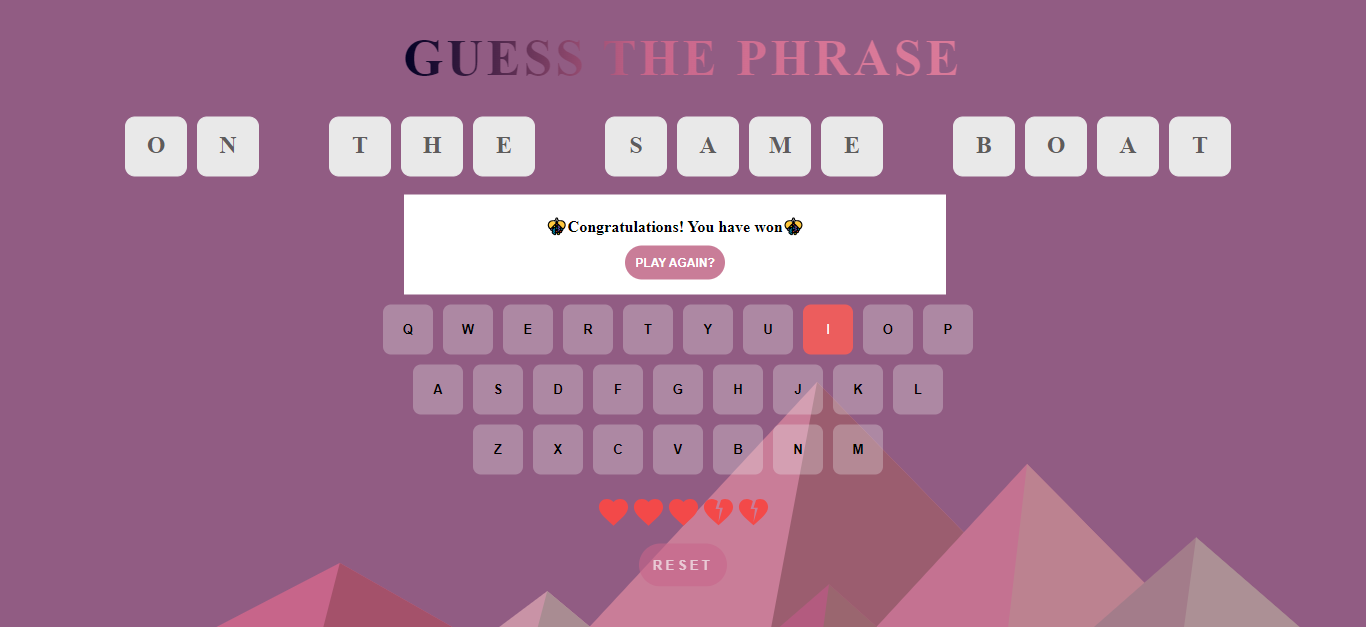 GUESS THE PHRASE
O N T H E S A M E B O A T
Congratulations! You have won
PLAY AGAIN?
Q W E R T Y U I O P
A S D F G H J K L
Z X C V B N M
RESET